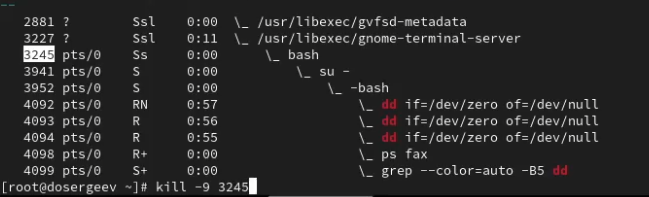 --
2881 ? Ssl 0:00 \_ /usr/libexec/gvfsd-metadata
3227 ? Ssl 0:11 \_ /usr/libexec/gnome-terminal-server
3245 pts/0 Ss 0:00 \_ bash
3941 pts/0 S 0:00 \_ su -
3952 pts/0 S 0:00 \_ -bash
4092 pts/0 RN 0:57 \_ dd if=/dev/zero of=/dev/null
4093 pts/0 R 0:56 \_ dd if=/dev/zero of=/dev/null
4094 pts/0 R 0:55 \_ dd if=/dev/zero of=/dev/null
4098 pts/0 R+ 0:00 \_ ps fax
4099 pts/0 S+ 0:00 \_ grep --color=auto -B5 dd
[root@dosergeev ~]# kill -9 3245